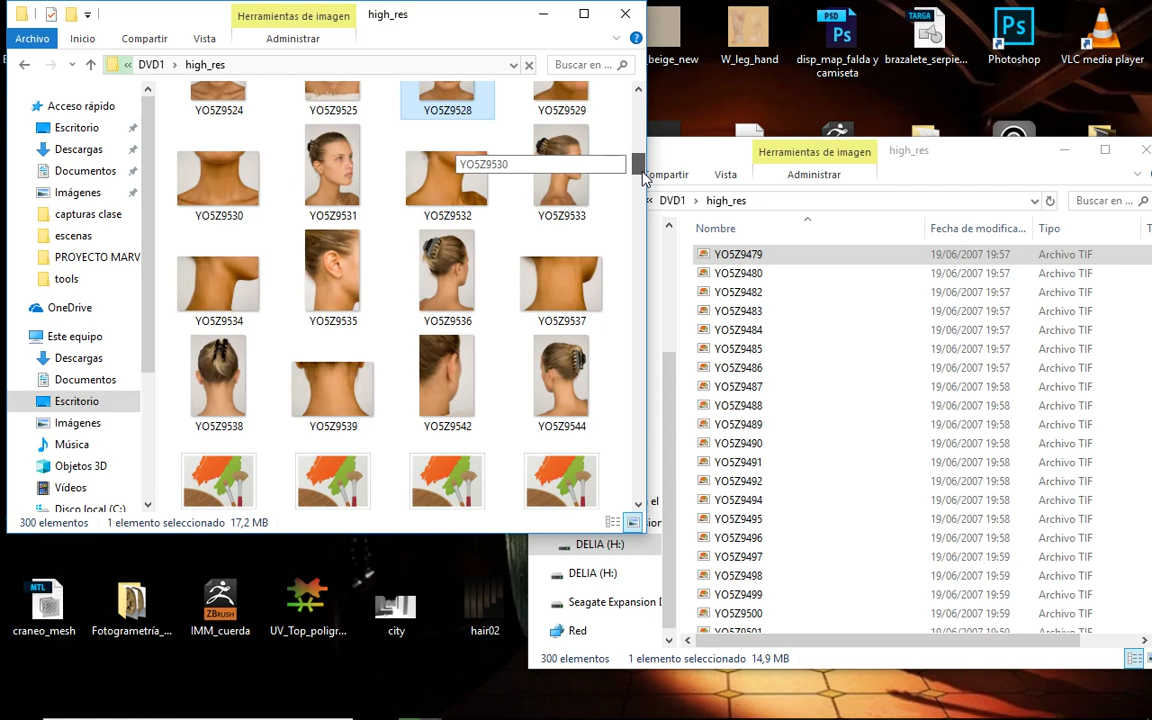 Herramientas de imagen
high_res
Archivo
Inicio
Compartir
Vista
Administrar
DVD1 › high_res
Buscar en ...
Acceso rápido
Escritorio
Descargas
Documentos
Imágenes
capturas clase
escenas
PROYECTO MARV
tools
OneDrive
Este equipo
Descargas
Documentos
Escritorio
Imágenes
Música
Objetos 3D
Vídeos
Disco local (C:)
YO5Z9524
YO5Z9525
YO5Z9528
YO5Z9529
YO5Z9530
YO5Z9530
YO5Z9531
YO5Z9532
YO5Z9533
YO5Z9534
YO5Z9535
YO5Z9536
YO5Z9537
YO5Z9538
YO5Z9539
YO5Z9542
YO5Z9544
300 elementos
1 elemento seleccionado 17,2 MB
beige_new
W_leg_hand
PSD
disp_map_falda y
camiseta
TARGA
brazalete_serpie...
Ps
Photoshop
VLC media player
Herramientas de imagen
high_res
ompartir
Vista
Administrar
DVD1 › high_res
Buscar en ...
Nombre
Fecha de modifica...
Tipo
T
YO5Z9479 19/06/2007 19:57 Archivo TIF
YO5Z9480 19/06/2007 19:57 Archivo TIF
YO5Z9482 19/06/2007 19:57 Archivo TIF
YO5Z9483 19/06/2007 19:57 Archivo TIF
YO5Z9484 19/06/2007 19:57 Archivo TIF
YO5Z9485 19/06/2007 19:57 Archivo TIF
YO5Z9486 19/06/2007 19:57 Archivo TIF
YO5Z9487 19/06/2007 19:58 Archivo TIF
YO5Z9488 19/06/2007 19:58 Archivo TIF
YO5Z9489 19/06/2007 19:58 Archivo TIF
YO5Z9490 19/06/2007 19:58 Archivo TIF
YO5Z9491 19/06/2007 19:58 Archivo TIF
YO5Z9492 19/06/2007 19:58 Archivo TIF
YO5Z9494 19/06/2007 19:58 Archivo TIF
YO5Z9495 19/06/2007 19:58 Archivo TIF
YO5Z9496 19/06/2007 19:58 Archivo TIF
YO5Z9497 19/06/2007 19:59 Archivo TIF
YO5Z9498 19/06/2007 19:59 Archivo TIF
YO5Z9499 19/06/2007 19:59 Archivo TIF
YO5Z9500 19/06/2007 19:59 Archivo TIF
YO5Z9501 19/06/2007 19:59 Archivo TIF
DELIA (H:)
DELIA (H:)
Seagate Expansion D
Red
300 elementos
1 elemento seleccionado 14,9 MB
MTL
craneo_mesh
Fotogrametría_...
ZBRUSH
IMM_cuerda
UV_Top_poligr...
city
hair02